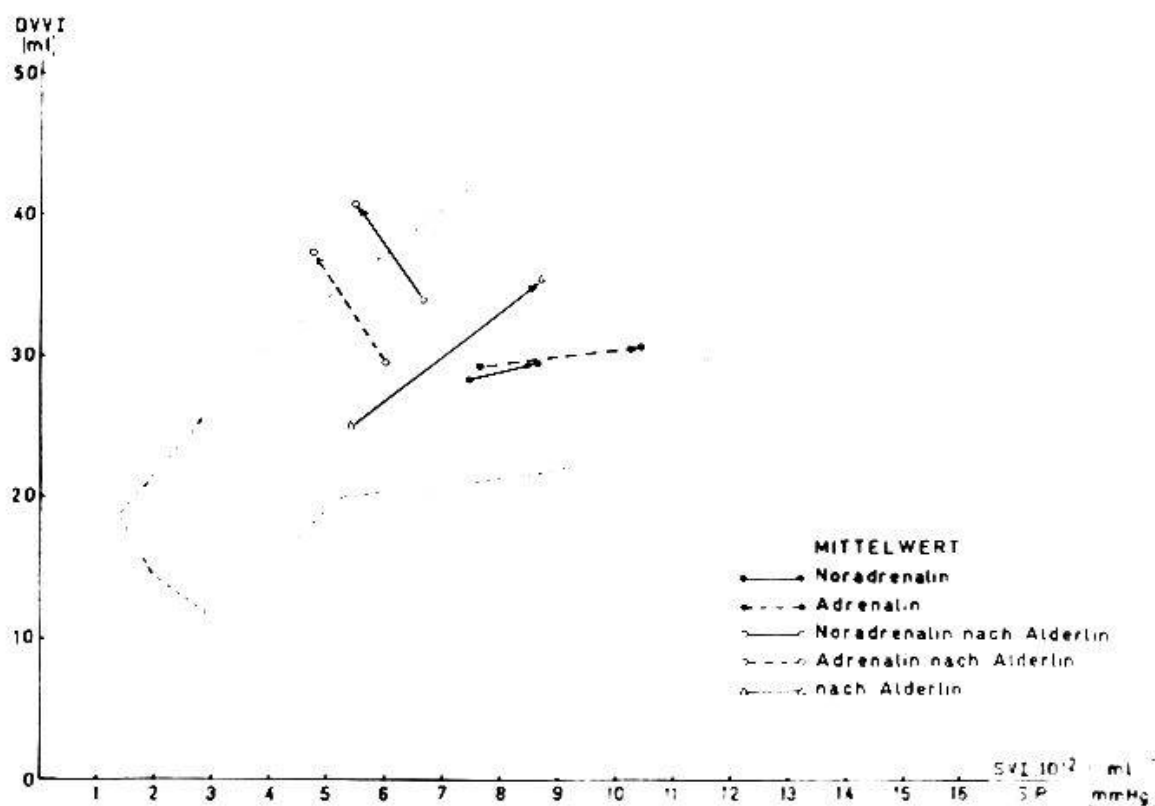 DVVI
[ml]
50
40
30
20
10
0
1 2 3 4 5 6 7 8 9 10 11 12 13 14 15 16
SVI.10⁻² ml
S.P. mmHg
MITTELWERT
Noradrenalin
Adrenalin
Noradrenalin nach Alderlin
Adrenalin nach Alderlin
nach Alderlin